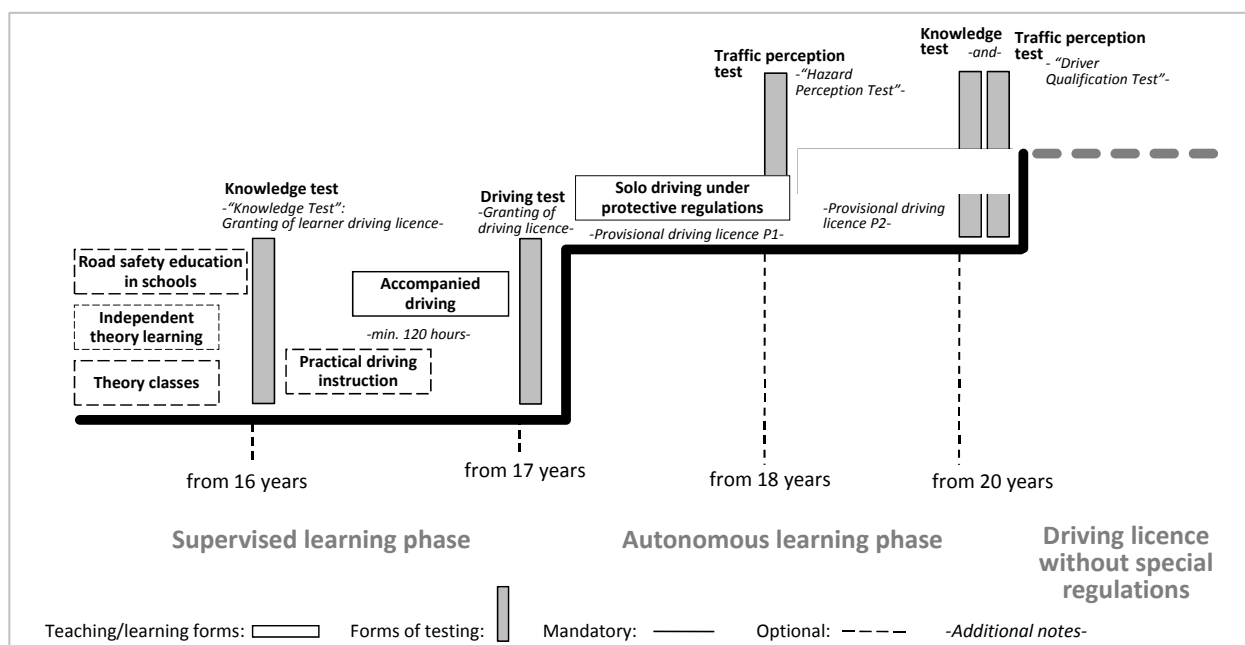 Knowledge
test
-and-
Traffic perception
test
- "Driver
Qualification Test"-
Traffic perception
test
-"Hazard
Perception Test"-
Knowledge test
-"Knowledge Test":
Granting of learner driving licence-
Driving test
-Granting of
driving licence-
Solo driving under
protective regulations
-Provisional driving licence P1-
-Provisional driving
licence P2-
Road safety education
in schools
Independent
theory learning
Theory classes
Accompanied
driving
-min. 120 hours-
Practical driving
instruction
from 16 years
from 17 years
from 18 years
from 20 years
Supervised learning phase
Autonomous learning phase
Driving licence
without special
regulations
Teaching/learning forms:
Forms of testing:
Mandatory:
Optional:
-Additional notes-